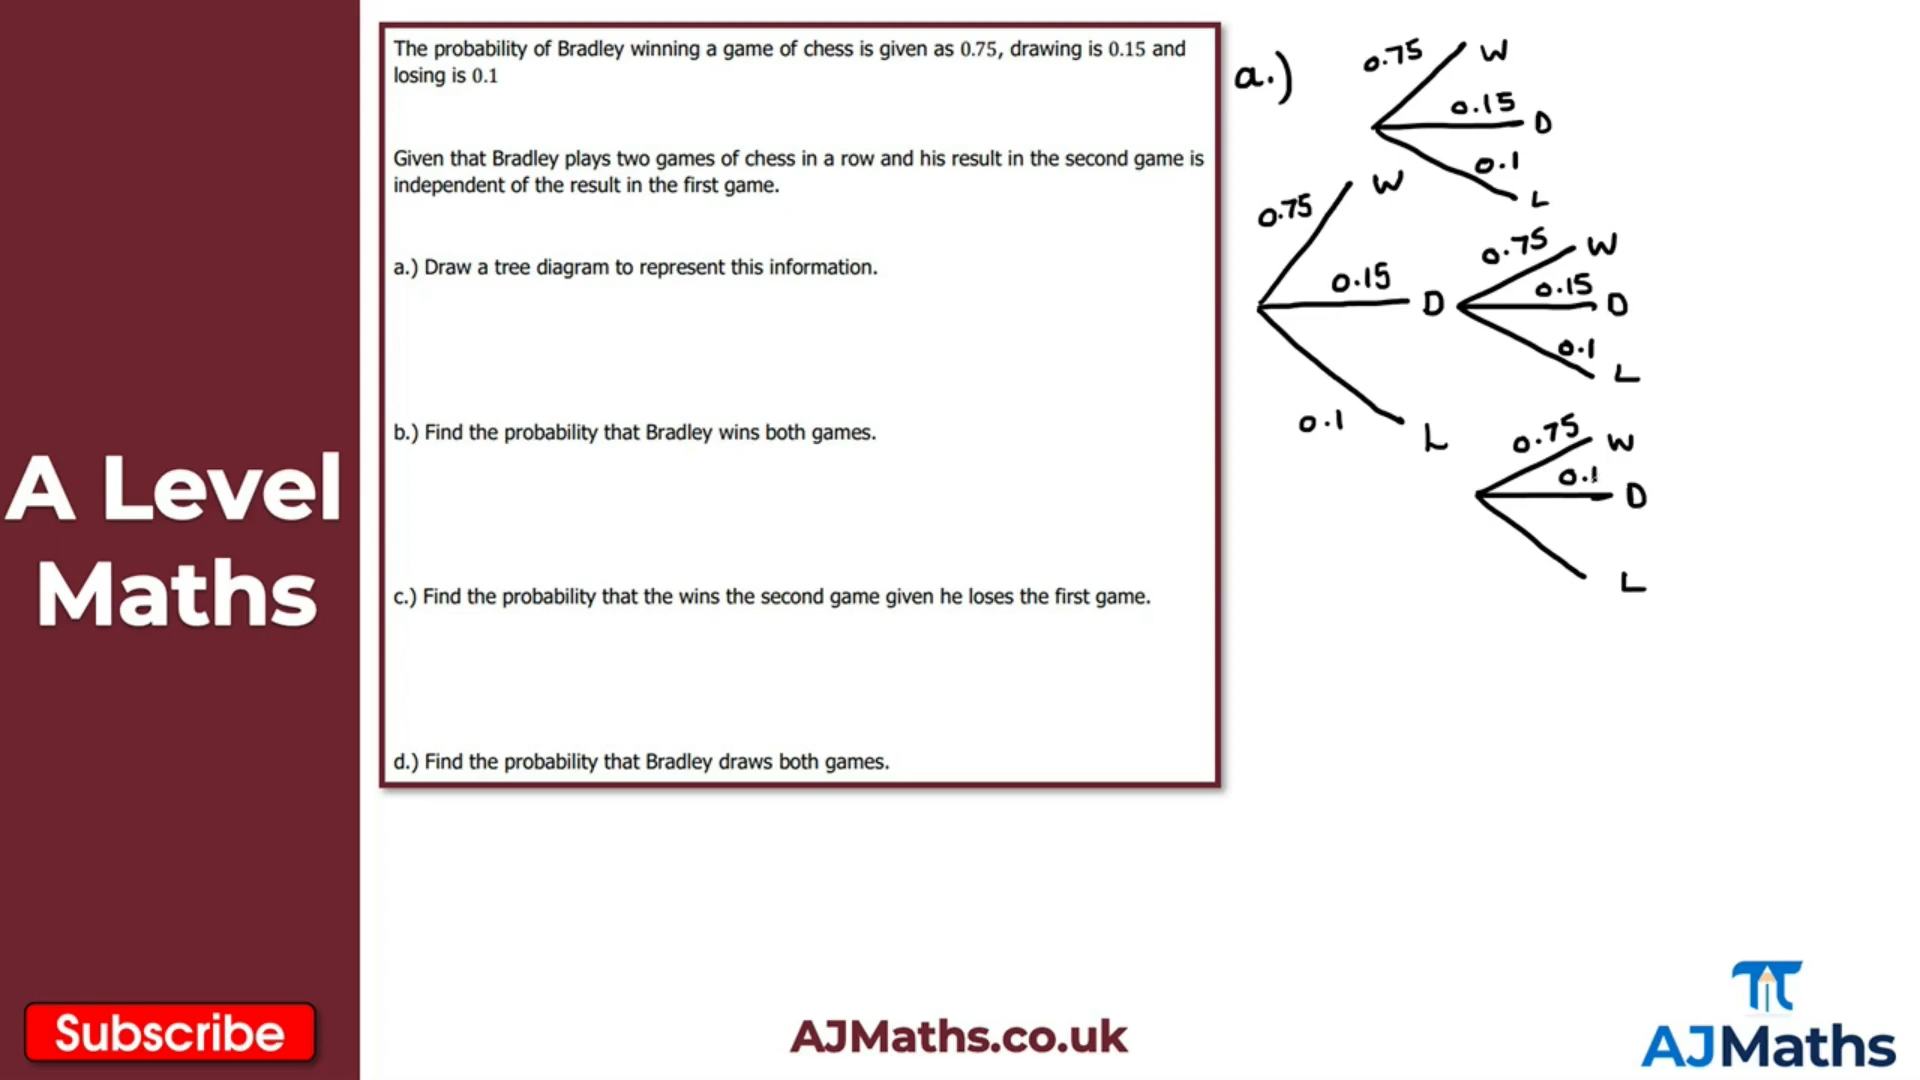 The probability of Bradley winning a game of chess is given as 0.75, drawing is 0.15 and
losing is 0.1
Given that Bradley plays two games of chess in a row and his result in the second game is
independent of the result in the first game.
a.) Draw a tree diagram to represent this information.
b.) Find the probability that Bradley wins both games.
c.) Find the probability that the wins the second game given he loses the first game.
d.) Find the probability that Bradley draws both games.
a.)
0.75 W
0.15 D
0.1 L
0.75 W
0.15 D
0.1 L
0.75 W
0.15 D
0.1 L
0.75 W
0.1 D
L
A Level
Maths
Subscribe
AJMaths.co.uk
AJMaths